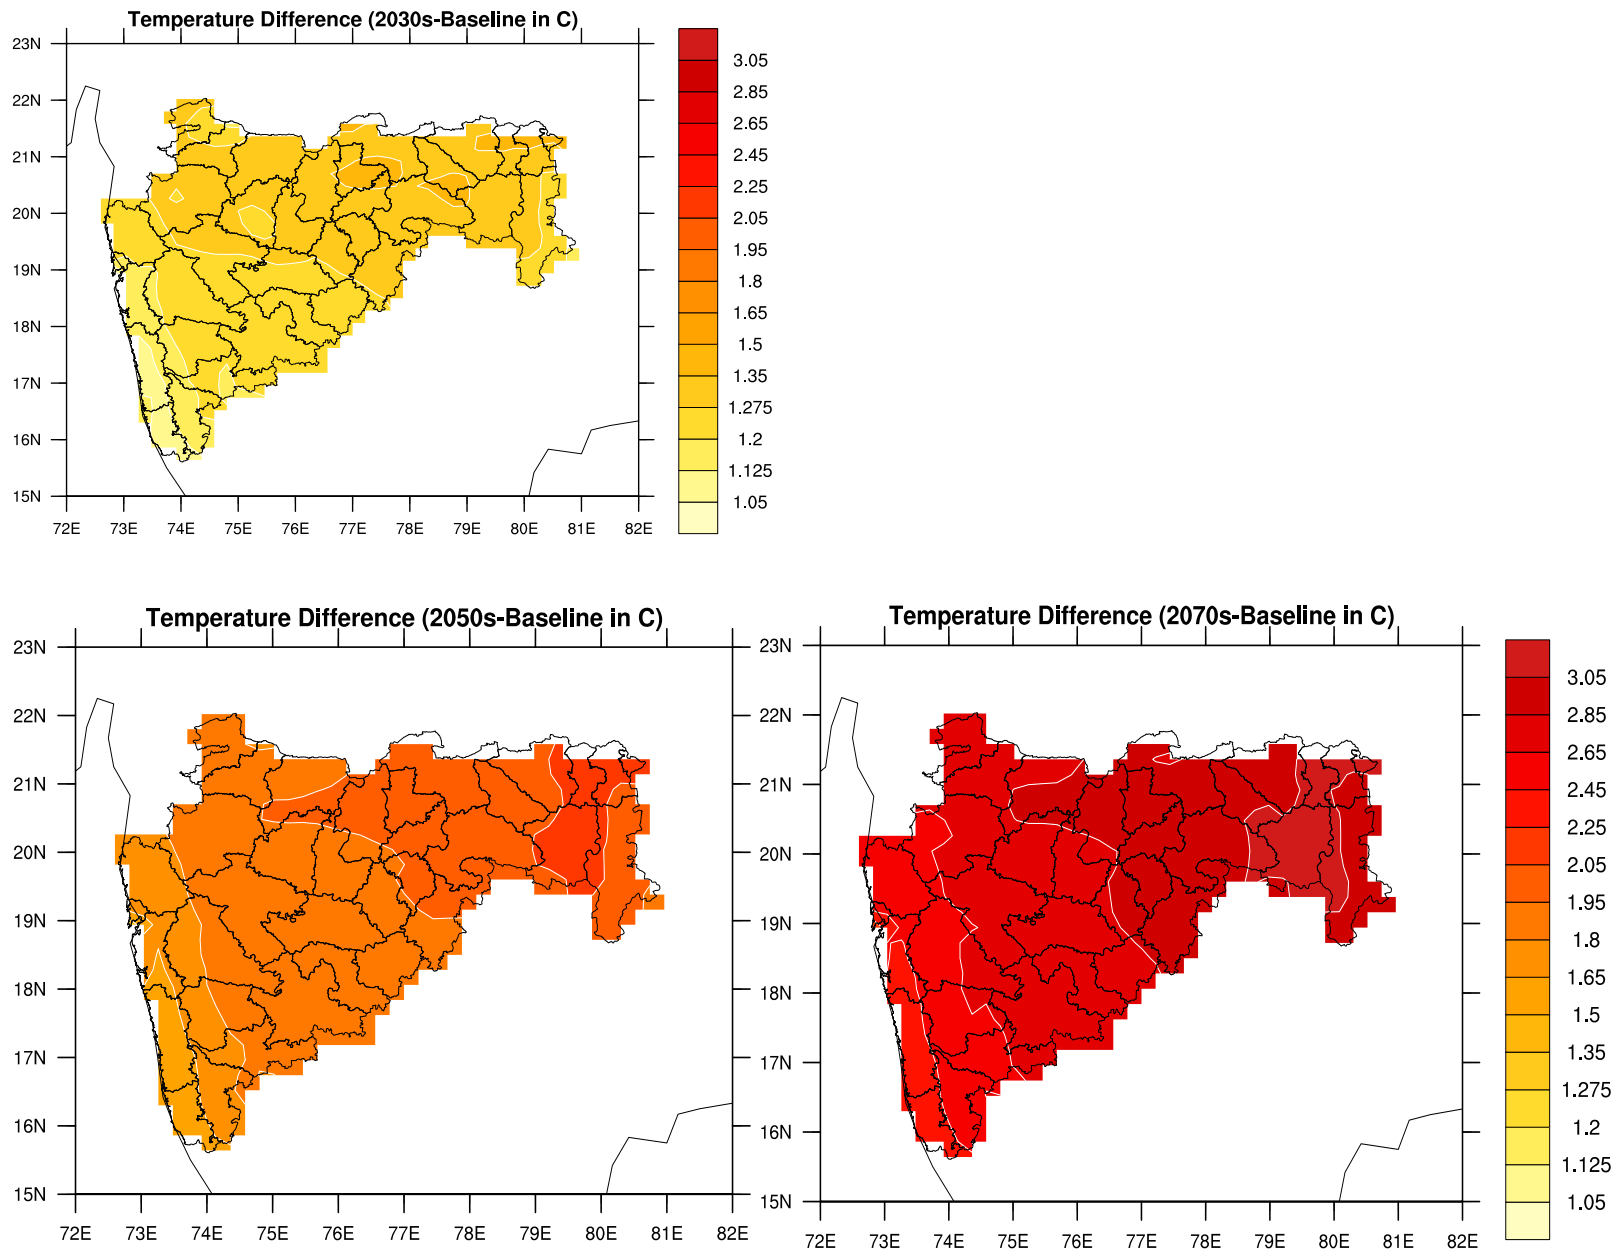 Temperature Difference (2030s-Baseline in C)
23N
22N
21N
20N
19N
18N
17N
16N
15N
72E 73E 74E 75E 76E 77E 78E 79E 80E 81E 82E
3.05
2.85
2.65
2.45
2.25
2.05
1.95
1.8
1.65
1.5
1.35
1.275
1.2
1.125
1.05
Temperature Difference (2050s-Baseline in C)
23N
22N
21N
20N
19N
18N
17N
16N
15N
72E 73E 74E 75E 76E 77E 78E 79E 80E 81E 82E
Temperature Difference (2070s-Baseline in C)
23N
22N
21N
20N
19N
18N
17N
16N
15N
72E 73E 74E 75E 76E 77E 78E 79E 80E 81E 82E
3.05
2.85
2.65
2.45
2.25
2.05
1.95
1.8
1.65
1.5
1.35
1.275
1.2
1.125
1.05